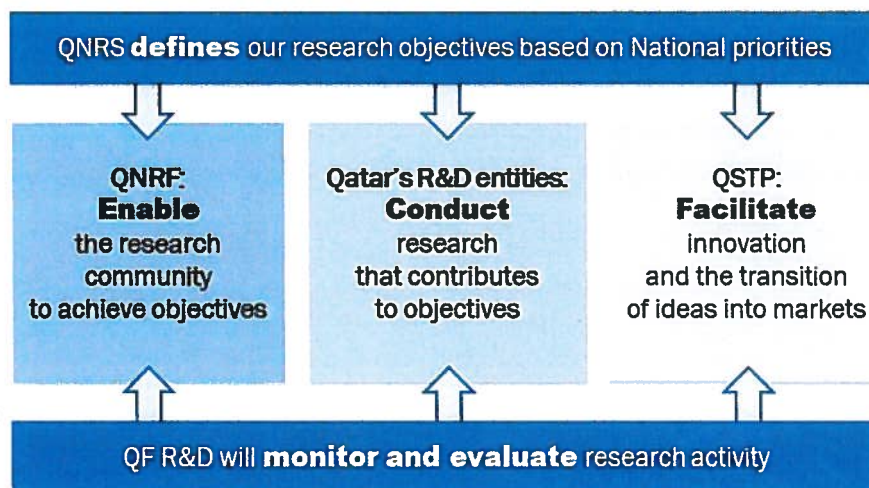 QNRS defines our research objectives based on National priorities
QNRF:
Enable
the research
community
to achieve objectives
Qatar's R&D entities:
Conduct
research
that contributes
to objectives
QSTP:
Facilitate
innovation
and the transition
of ideas into markets
QF R&D will monitor and evaluate research activity